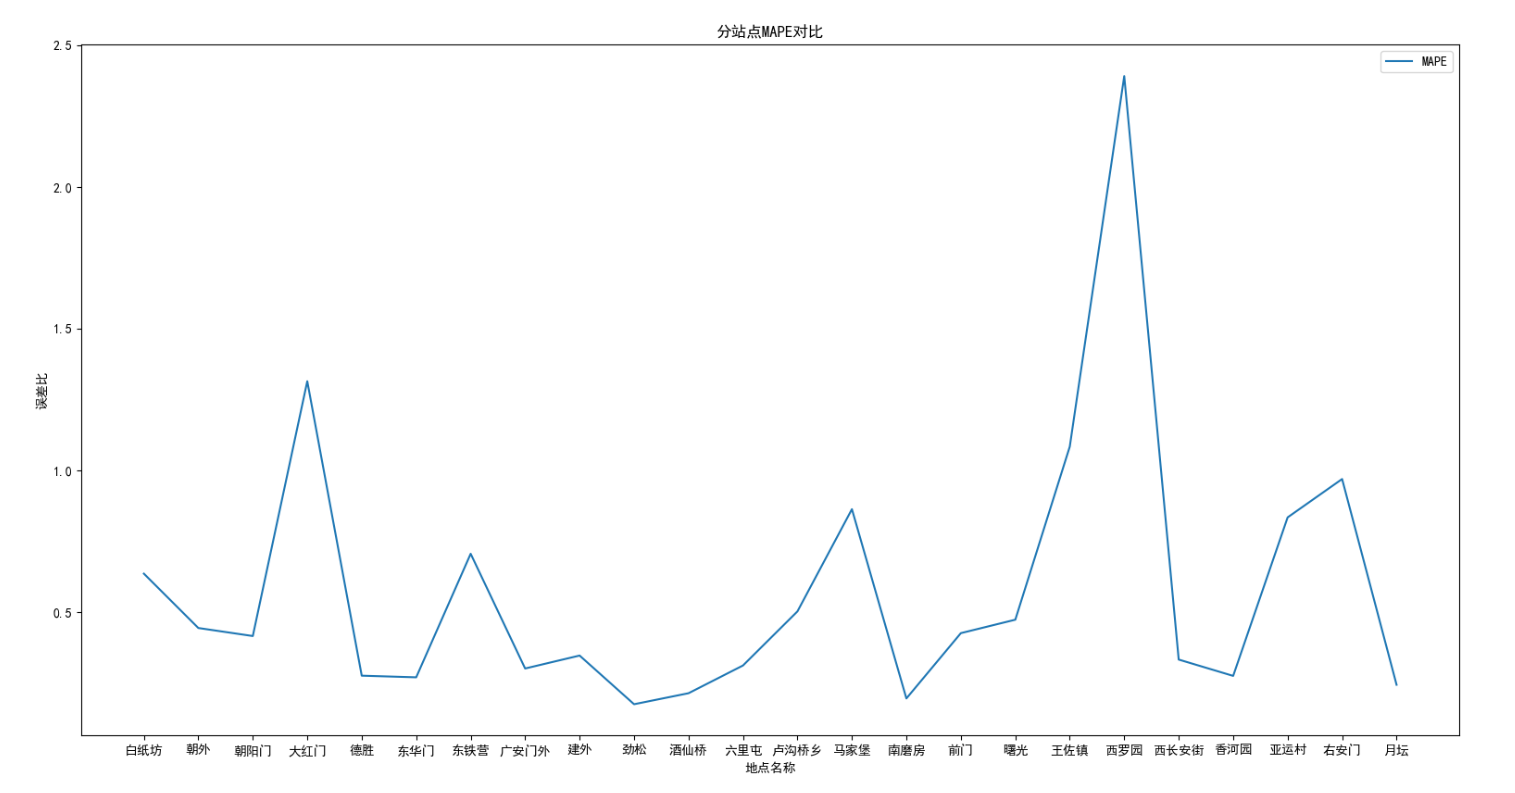 分站点MAPE对比
MAPE
误差比
2.5
2.0
1.5
1.0
0.5
白纸坊 朝外 朝阳门 大红门 德胜 东华门 东铁营 广安门外 建外 劲松 酒仙桥 六里屯 卢沟桥乡 马家堡 南磨房 前门 曙光 王佐镇 西罗园 西长安街 香河园 亚运村 右安门 月坛
地点名称